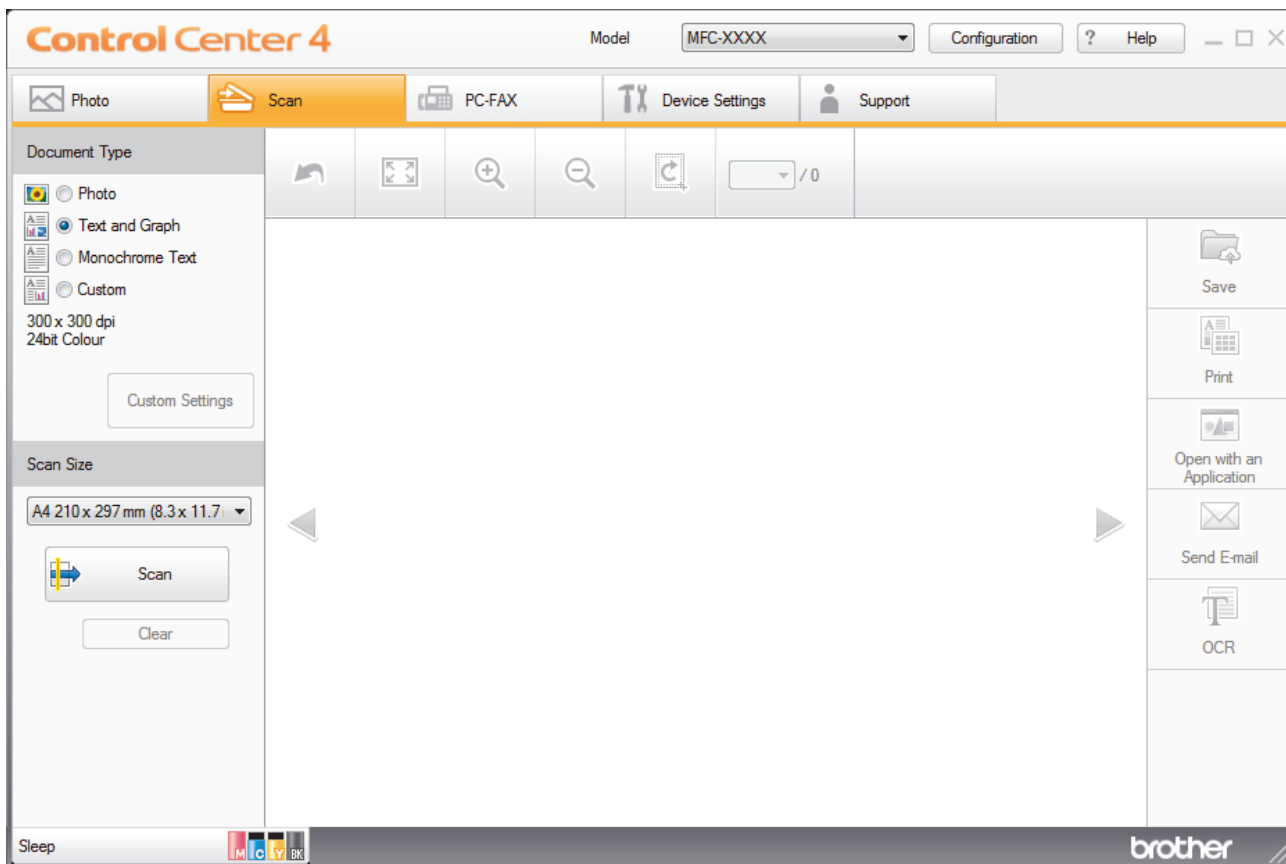 Control Center 4
Model
MFC-XXXX
Configuration
? Help
Photo
Scan
PC-FAX
Device Settings
Support
Document Type
Photo
Text and Graph
Monochrome Text
Custom
300 x 300 dpi
24bit Colour
Custom Settings
Scan Size
A4 210 x 297 mm (8.3 x 11.7
Scan
Clear
/ 0
Save
Print
Open with an
Application
Send E-mail
OCR
Sleep
M C Y BK
brother